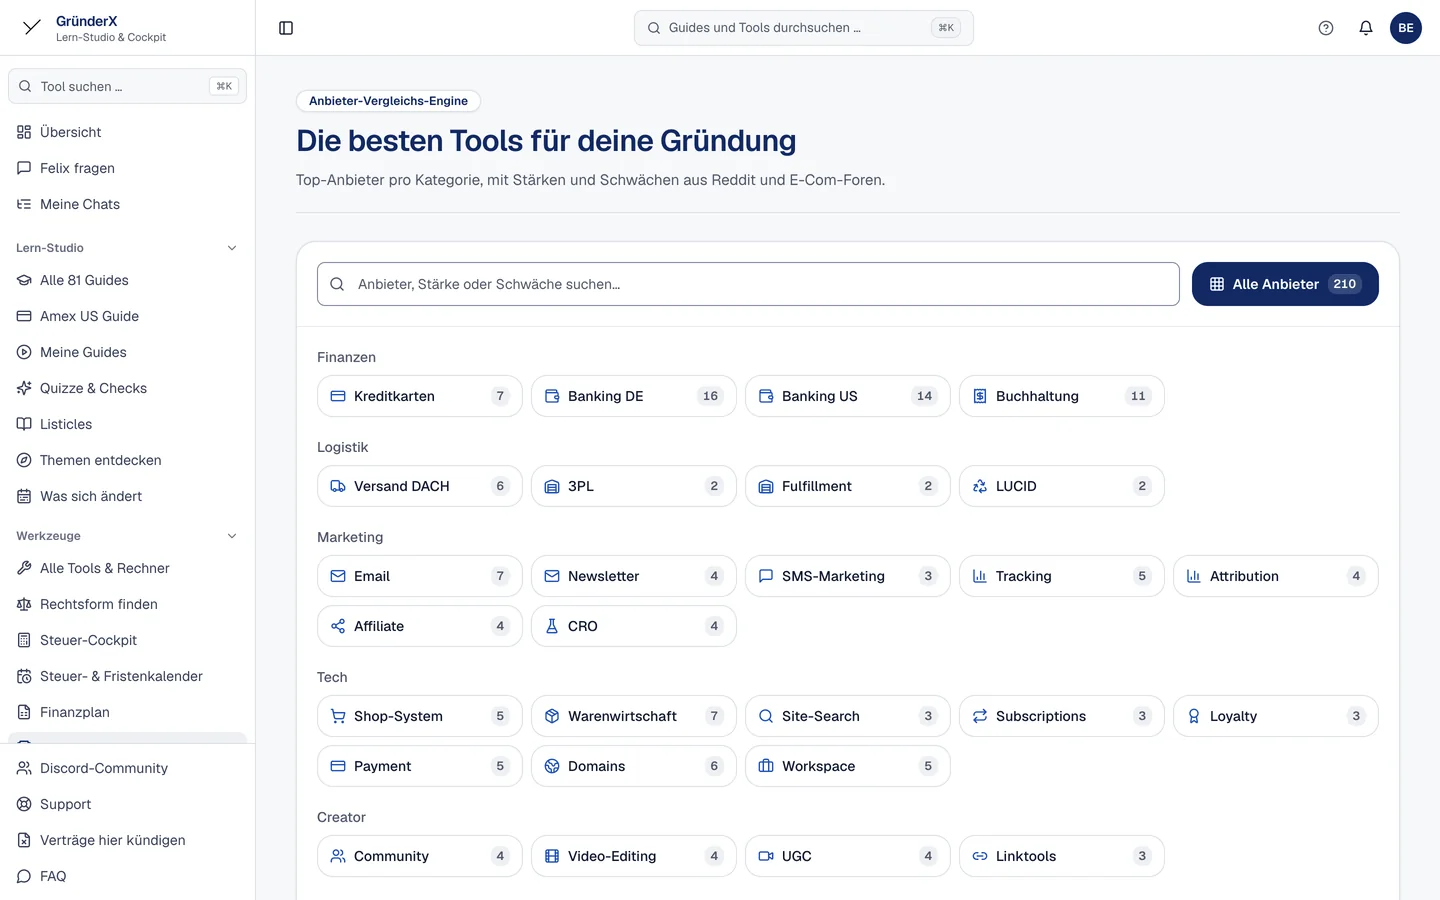 GründerX
Lern-Studio & Cockpit
Tool suchen ...
⌘K
Übersicht
Felix fragen
Meine Chats
Lern-Studio
Alle 81 Guides
Amex US Guide
Meine Guides
Quizze & Checks
Listicles
Themen entdecken
Was sich ändert
Werkzeuge
Alle Tools & Rechner
Rechtsform finden
Steuer-Cockpit
Steuer- & Fristenkalender
Finanzplan
Discord-Community
Support
Verträge hier kündigen
FAQ
Guides und Tools durchsuchen ...
⌘K
BE
Anbieter-Vergleichs-Engine
Die besten Tools für deine Gründung
Top-Anbieter pro Kategorie, mit Stärken und Schwächen aus Reddit und E-Com-Foren.
Anbieter, Stärke oder Schwäche suchen...
Alle Anbieter 210
Finanzen
Kreditkarten 7
Banking DE 16
Banking US 14
Buchhaltung 11
Logistik
Versand DACH 6
3PL 2
Fulfillment 2
LUCID 2
Marketing
Email 7
Newsletter 4
SMS-Marketing 3
Tracking 5
Attribution 4
Affiliate 4
CRO 4
Tech
Shop-System 5
Warenwirtschaft 7
Site-Search 3
Subscriptions 3
Loyalty 3
Payment 5
Domains 6
Workspace 5
Creator
Community 4
Video-Editing 4
UGC 4
Linktools 3